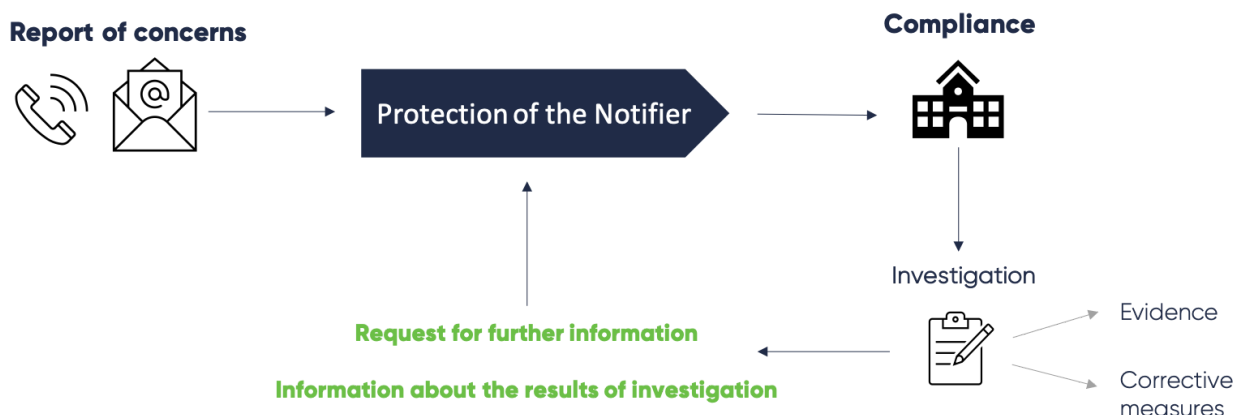 Report of concerns
Compliance
@
Protection of the Notifier
Investigation
Evidence
Request for further information
Information about the results of investigation
Corrective
measures